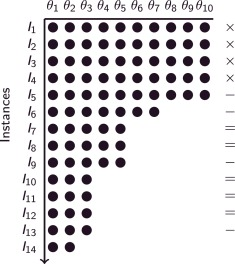 θ1 θ2 θ3 θ4 θ5 θ6 θ7 θ8 θ9 θ10
Instances
I1 ×
I2 ×
I3 ×
I4 ×
I5 −
I6 −
I7 =
I8 =
I9 −
I10 =
I11 =
I12 =
I13 −
I14